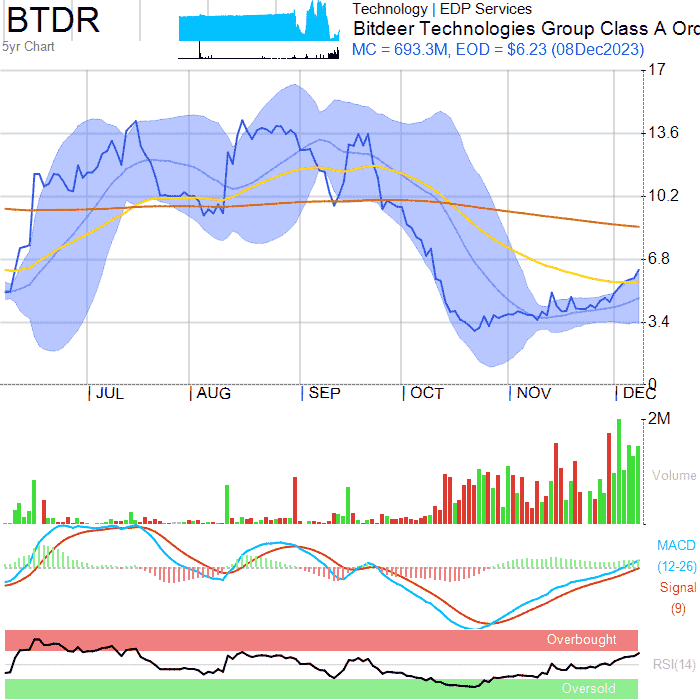 BTDR
5yr Chart
Technology | EDP Services
Bitdeer Technologies Group Class A Ord
MC = 693.3M, EOD = $6.23 (08Dec2023)
17
13.6
10.2
6.8
3.4
0
JUL AUG SEP OCT NOV DEC
2M
Volume
MACD
(12-26)
Signal
(9)
Overbought
RSI(14)
Oversold